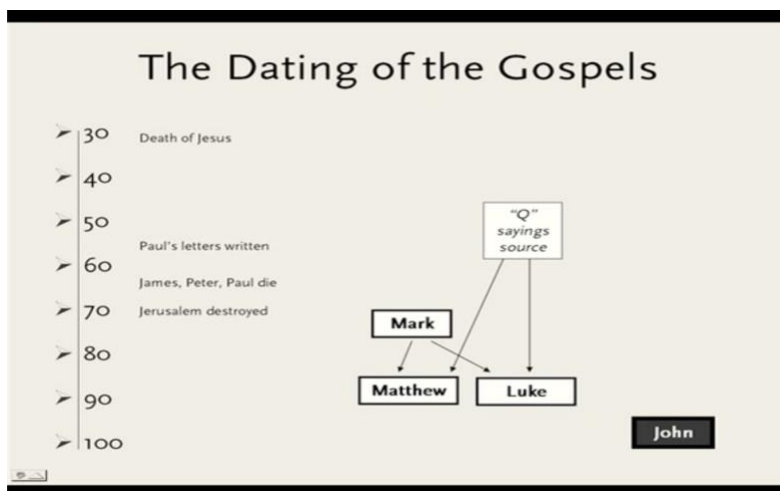 The Dating of the Gospels
30 Death of Jesus
40
50
Paul's letters written
60
James, Peter, Paul die
70 Jerusalem destroyed
80
90
100
"Q"
sayings
source
Mark
Matthew
Luke
John